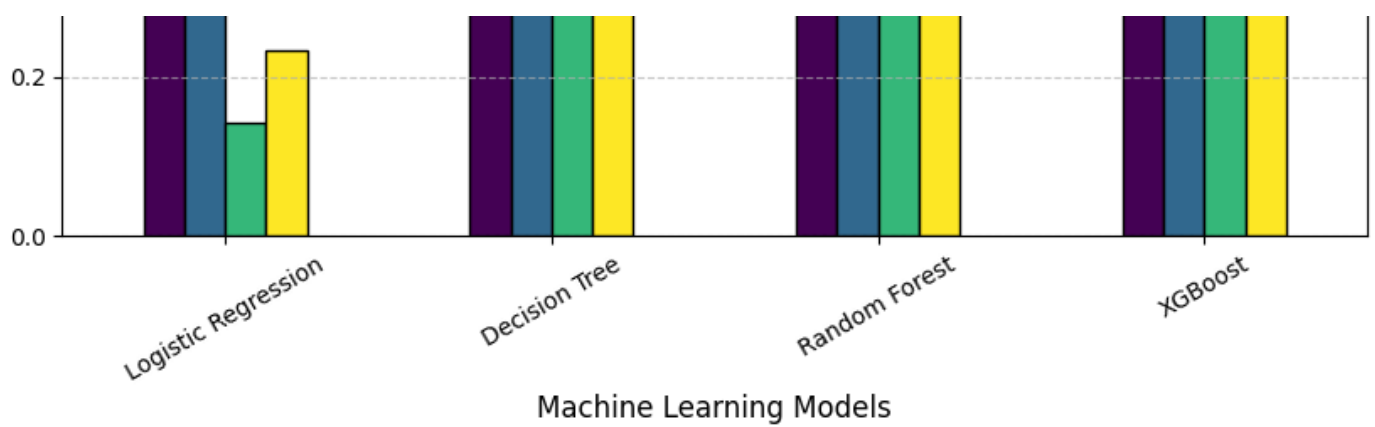 0.2
0.0
Logistic Regression
Decision Tree
Random Forest
XGBoost
Machine Learning Models